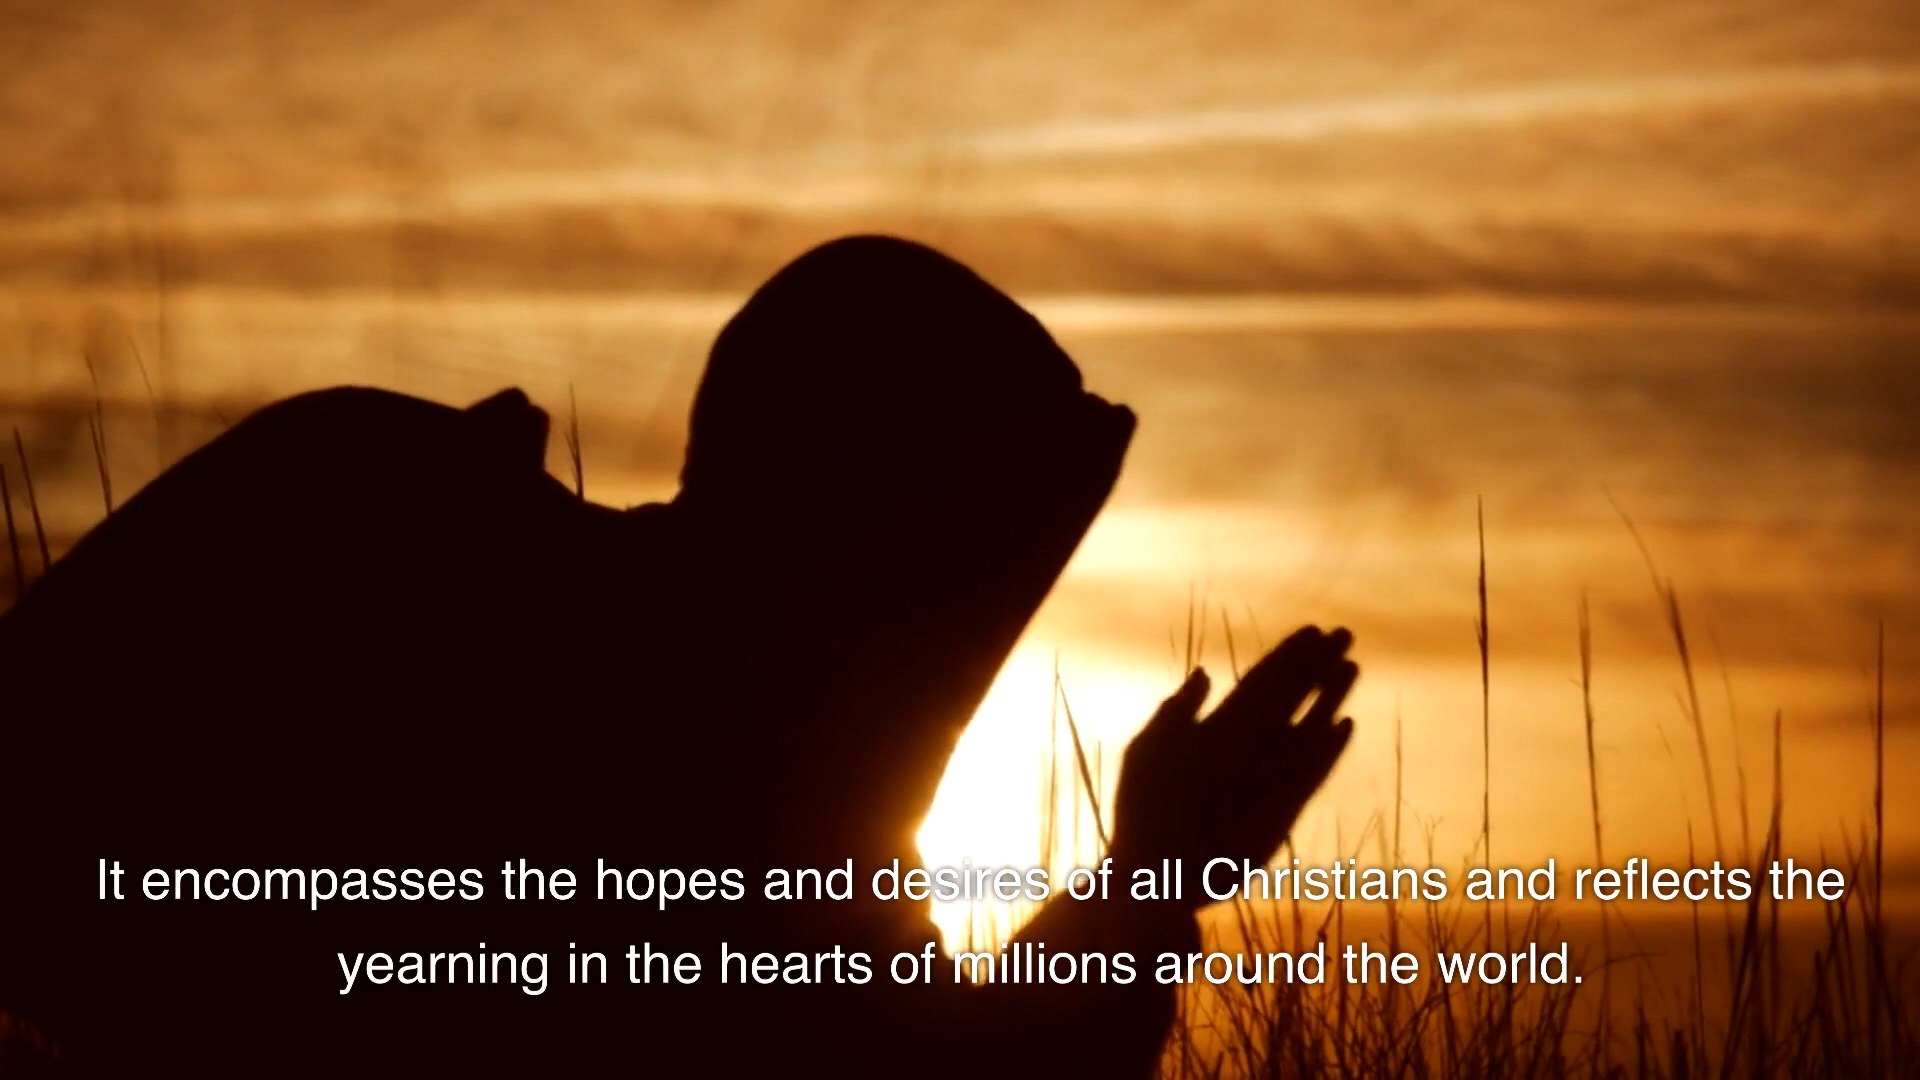 It encompasses the hopes and desires of all Christians and reflects the
yearning in the hearts of millions around the world.